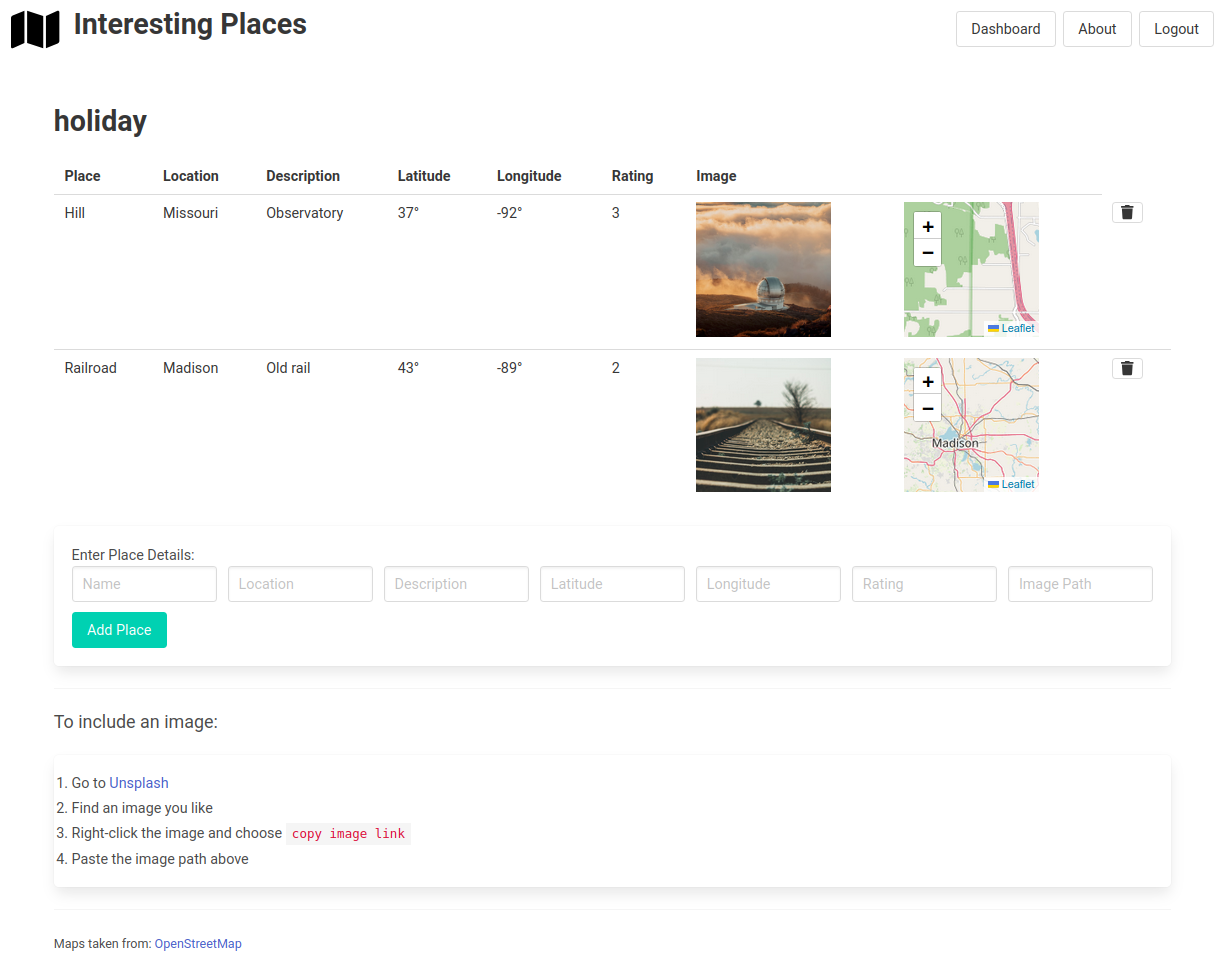 Interesting Places
Dashboard About Logout
holiday
Place Location Description Latitude Longitude Rating Image
Hill Missouri Observatory 37° -92° 3
+
−
Leaflet
Railroad Madison Old rail 43° -89° 2
+
−
Madison
Leaflet
Enter Place Details:
Name Location Description Latitude Longitude Rating Image Path
Add Place
To include an image:
1. Go to Unsplash
2. Find an image you like
3. Right-click the image and choose copy image link
4. Paste the image path above
Maps taken from: OpenStreetMap